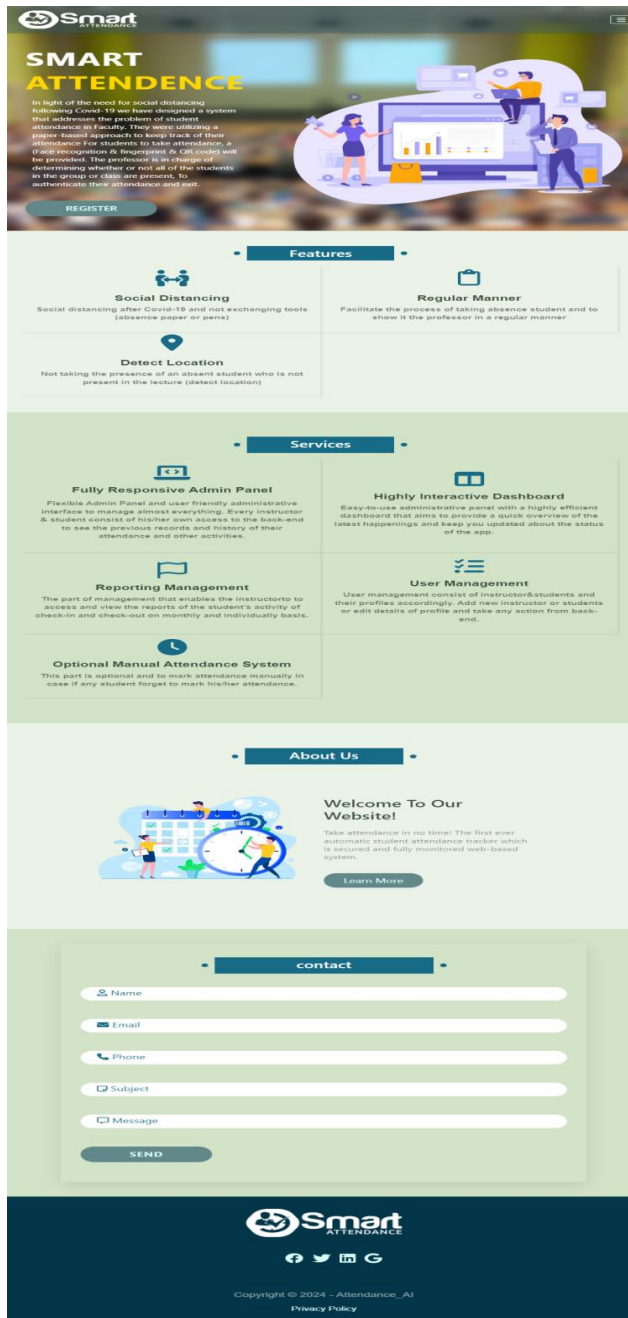 Smart
ATTENDANCE
SMART
ATTENDENCE
In light of the need for social distancing
following Covid-19 we have designed a system
that addresses the problem of student
attendance in Faculty. They were utilizing a
paper-based approach to keep track of their
attendance For students to take attendance, a
(Face recognition & fingerprint & QR code) will
be provided. The professor is in charge of
determining whether or not all of the students
in the group or class are present, To
authenticate their attendance and exit.
REGISTER
Features
Social Distancing
Social distancing after Covid-19 and not exchanging tools
(absence paper or pens)
Regular Manner
Facilitate the process of taking absence student and to
show it the professor in a regular manner
Detect Location
Not taking the presence of an absent student who is not
present in the lecture (detect location)
Services
Fully Responsive Admin Panel
Flexible Admin Panel and user friendly administrative
interface to manage almost everything. Every instructor
& student consist of his/her own access to the back-end
to see the previous records and history of their
attendance and other activities.
Highly Interactive Dashboard
Easy-to-use administrative panel with a highly efficient
dashboard that aims to provide a quick overview of the
latest happenings and keep you updated about the status
of the app.
Reporting Management
The part of management that enables the instructorto to
access and view the reports of the student's activity of
check-in and check-out on monthly and individually basis.
User Management
User management consist of instructor&students and
their profiles accordingly. Add new instructor or students
or edit details of profile and take any action from back-
end.
Optional Manual Attendance System
This part is optional and to mark attendance manually in
case if any student forget to mark his/her attendance.
About Us
Welcome To Our
Website!
Take attendance in no time! The first ever
automatic student attendance tracker which
is secured and fully monitored web-based
system.
Learn More
contact
Name
Email
Phone
Subject
Message
SEND
Smart
ATTENDANCE
Copyright © 2024 - Attendance_AI
Privacy Policy